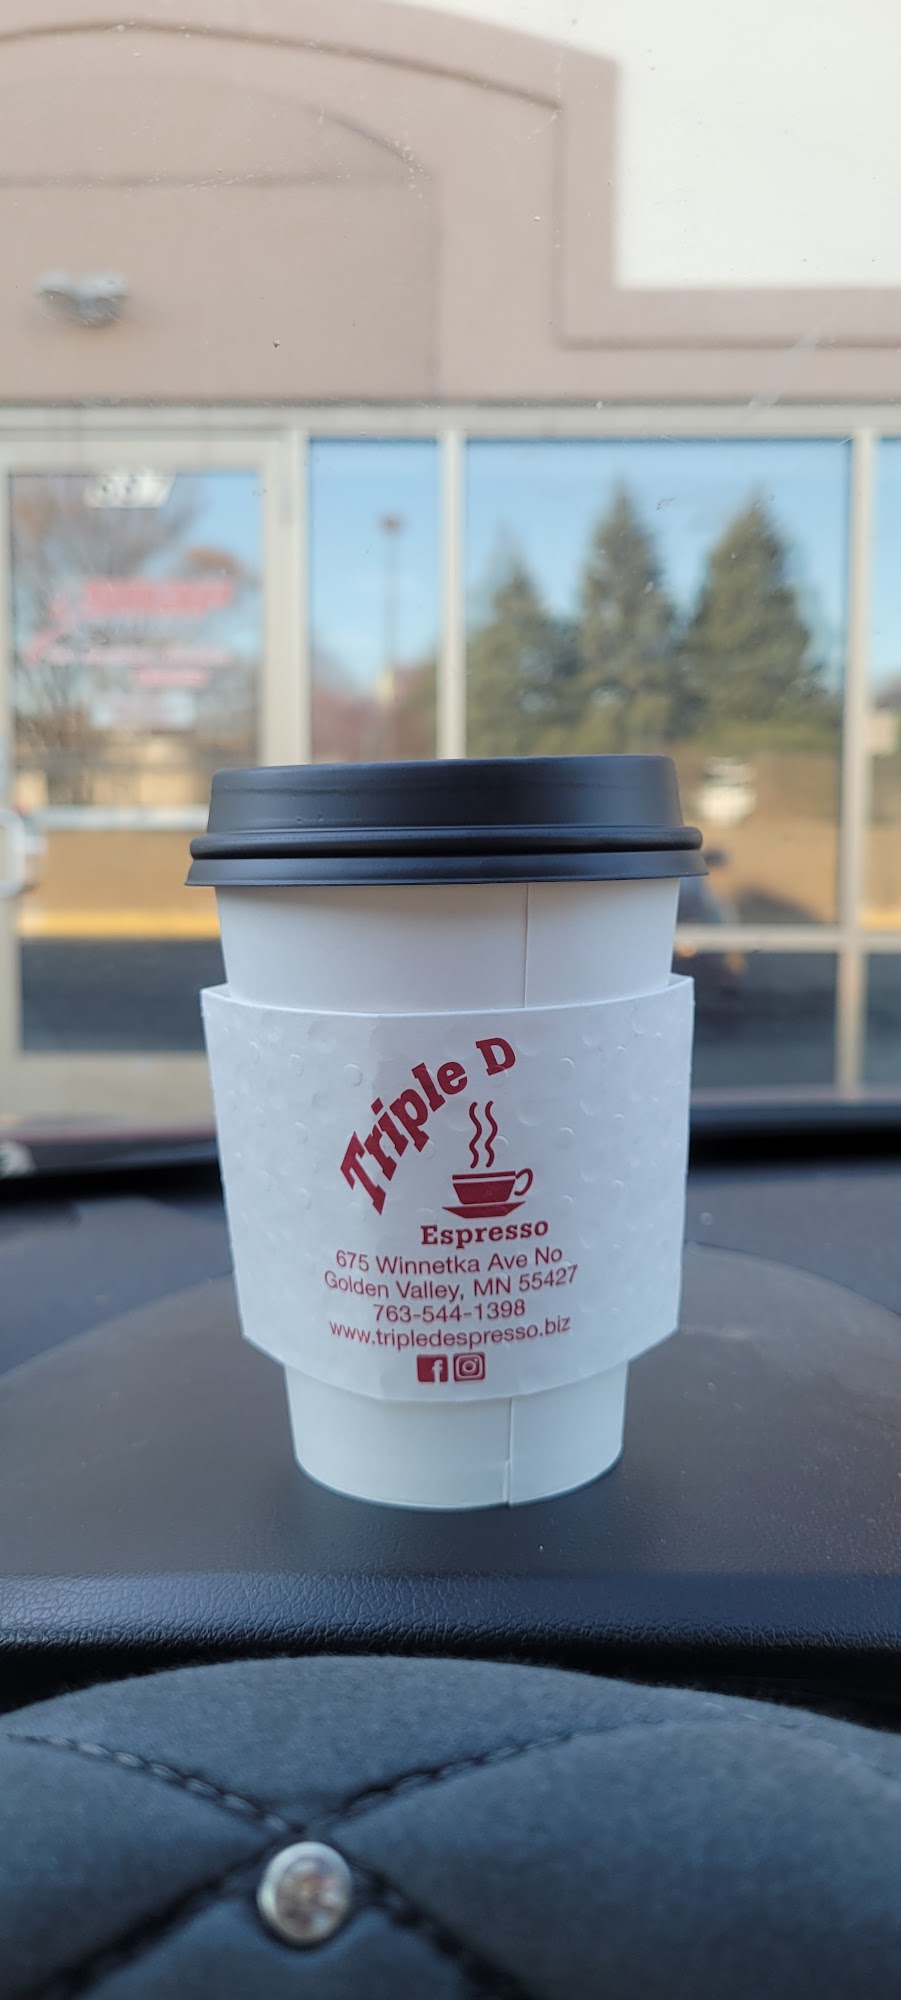 Triple D
Espresso
675 Winnetka Ave No
Golden Valley, MN 55427
763-544-1398
www.tripledespresso.biz